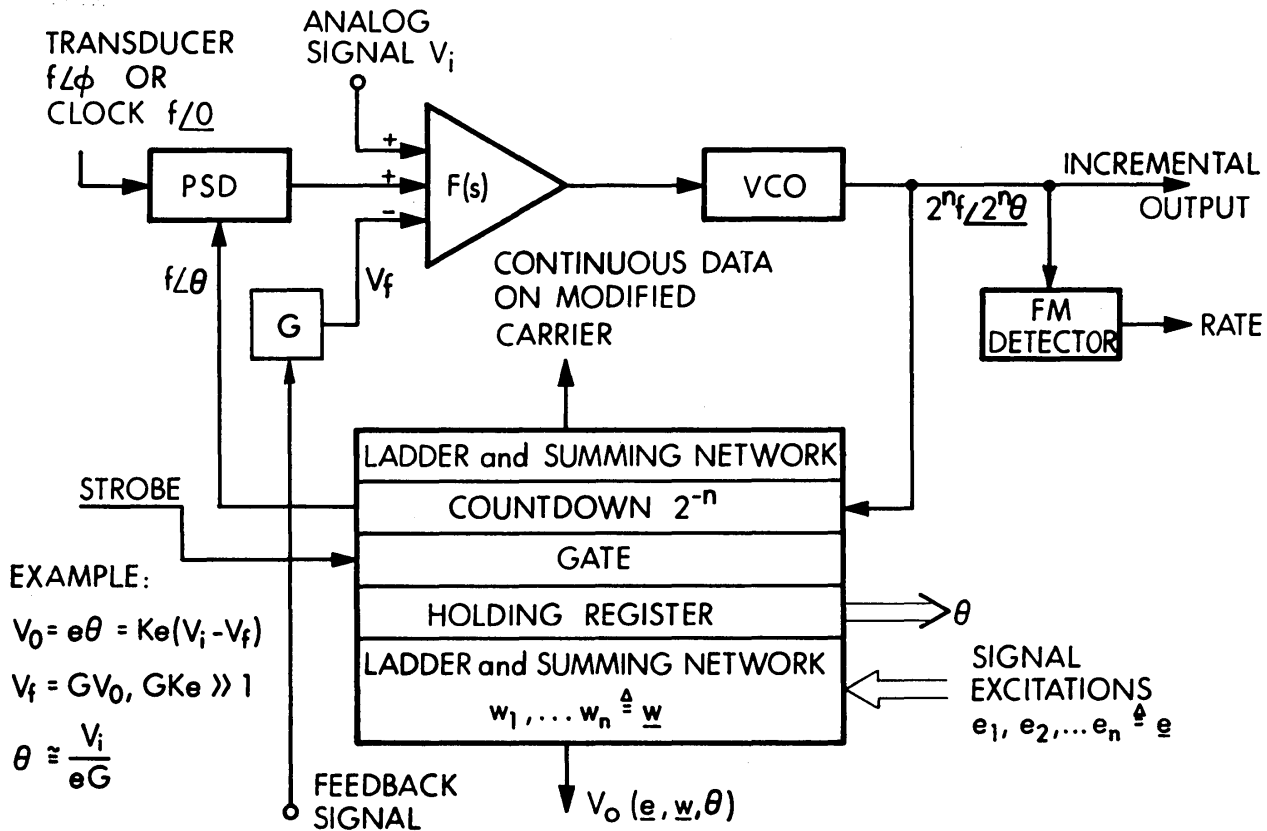 ANALOG
SIGNAL Vi
TRANSDUCER
f∠ϕ OR
CLOCK f∠0
PSD
+
+
-
F(s)
VCO
INCREMENTAL
OUTPUT
2ⁿf∠2ⁿθ
f∠θ
Vf
G
CONTINUOUS DATA
ON MODIFIED
CARRIER
FM
DETECTOR
RATE
LADDER and SUMMING NETWORK
STROBE
COUNTDOWN 2⁻ⁿ
GATE
HOLDING REGISTER
θ
LADDER and SUMMING NETWORK
w₁,... wₙ ≜ w
SIGNAL
EXCITATIONS
e₁, e₂,... eₙ ≜ e
EXAMPLE:
V₀ = eθ = Ke(Vi - Vf)
Vf = GV₀, GKe >> 1
θ ≅ Vi/eG
FEEDBACK
SIGNAL
Vo (e, w, θ)